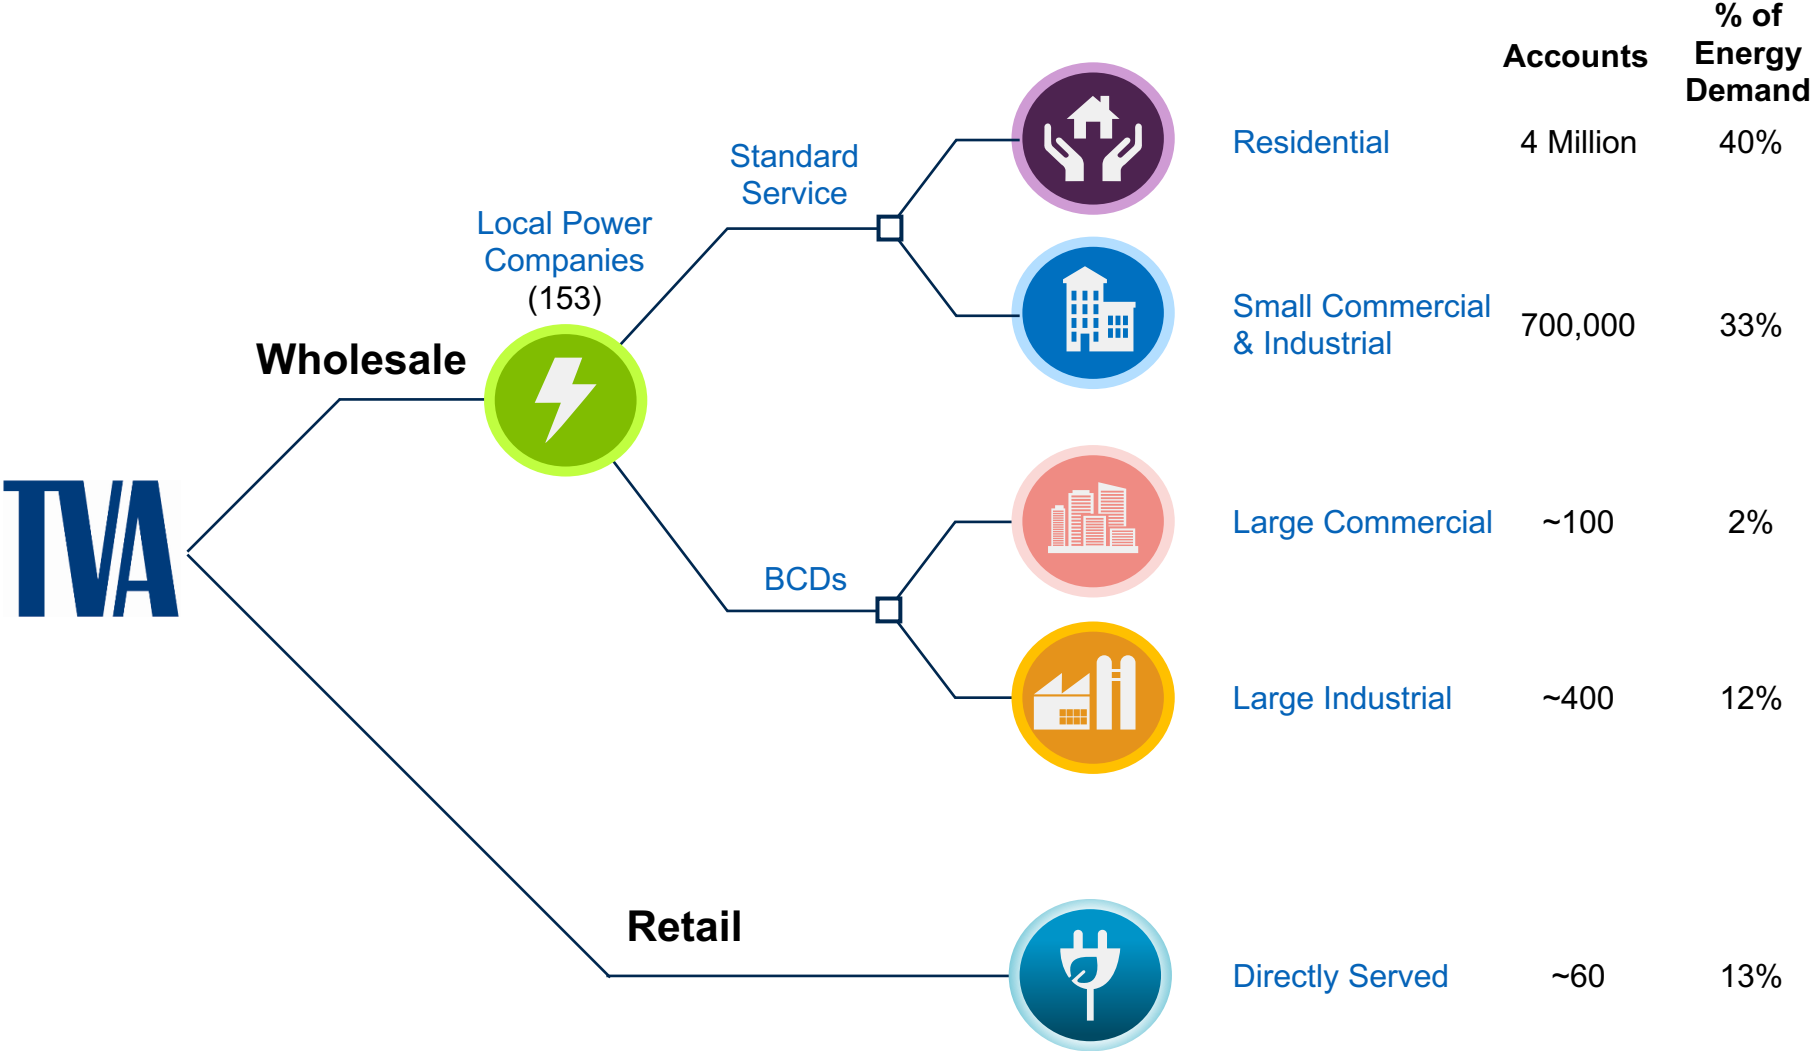 % of
Energy
Demand
Accounts
Residential
4 Million
40%
Standard
Service
Local Power
Companies
(153)
Small Commercial
& Industrial
700,000
33%
Wholesale
TVA
Large Commercial
~100
2%
BCDs
Large Industrial
~400
12%
Retail
Directly Served
~60
13%